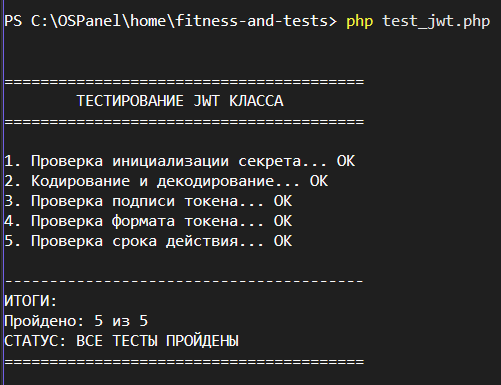 PS C:\OSPanel\home\fitness-and-tests> php test_jwt.php
========================================
ТЕСТИРОВАНИЕ JWT КЛАССА
========================================
1. Проверка инициализации секрета... OK
2. Кодирование и декодирование... OK
3. Проверка подписи токена... OK
4. Проверка формата токена... OK
5. Проверка срока действия... OK
----------------------------------------
ИТОГИ:
Пройдено: 5 из 5
СТАТУС: ВСЕ ТЕСТЫ ПРОЙДЕНЫ
========================================